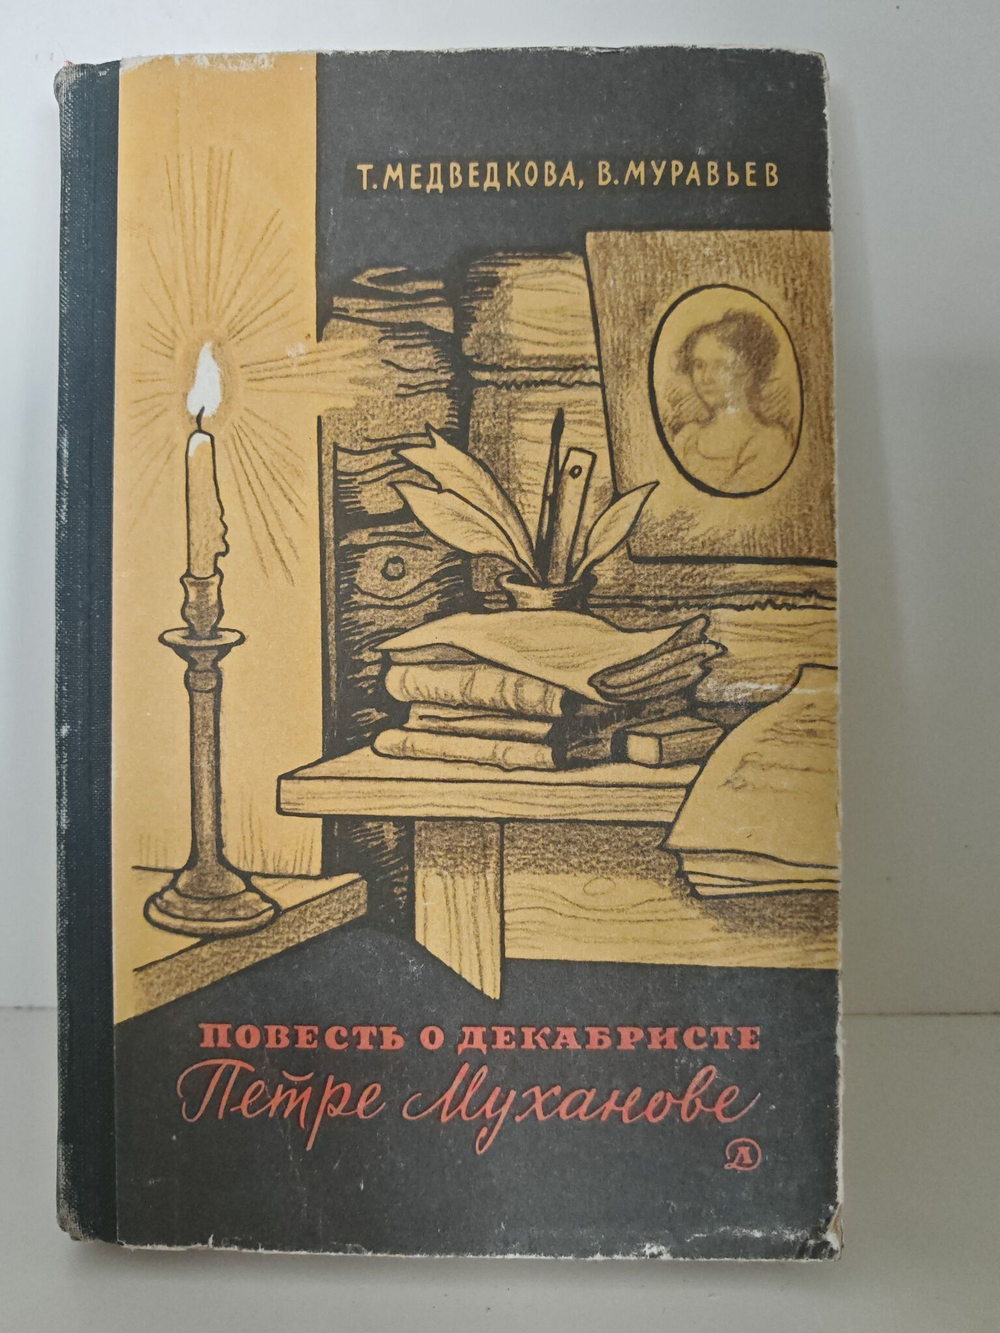 Т. МЕДВЕДКОВА, В. МУРАВЬЕВ
ПОВЕСТЬ О ДЕКАБРИСТЕ
Петре Муханове
Д